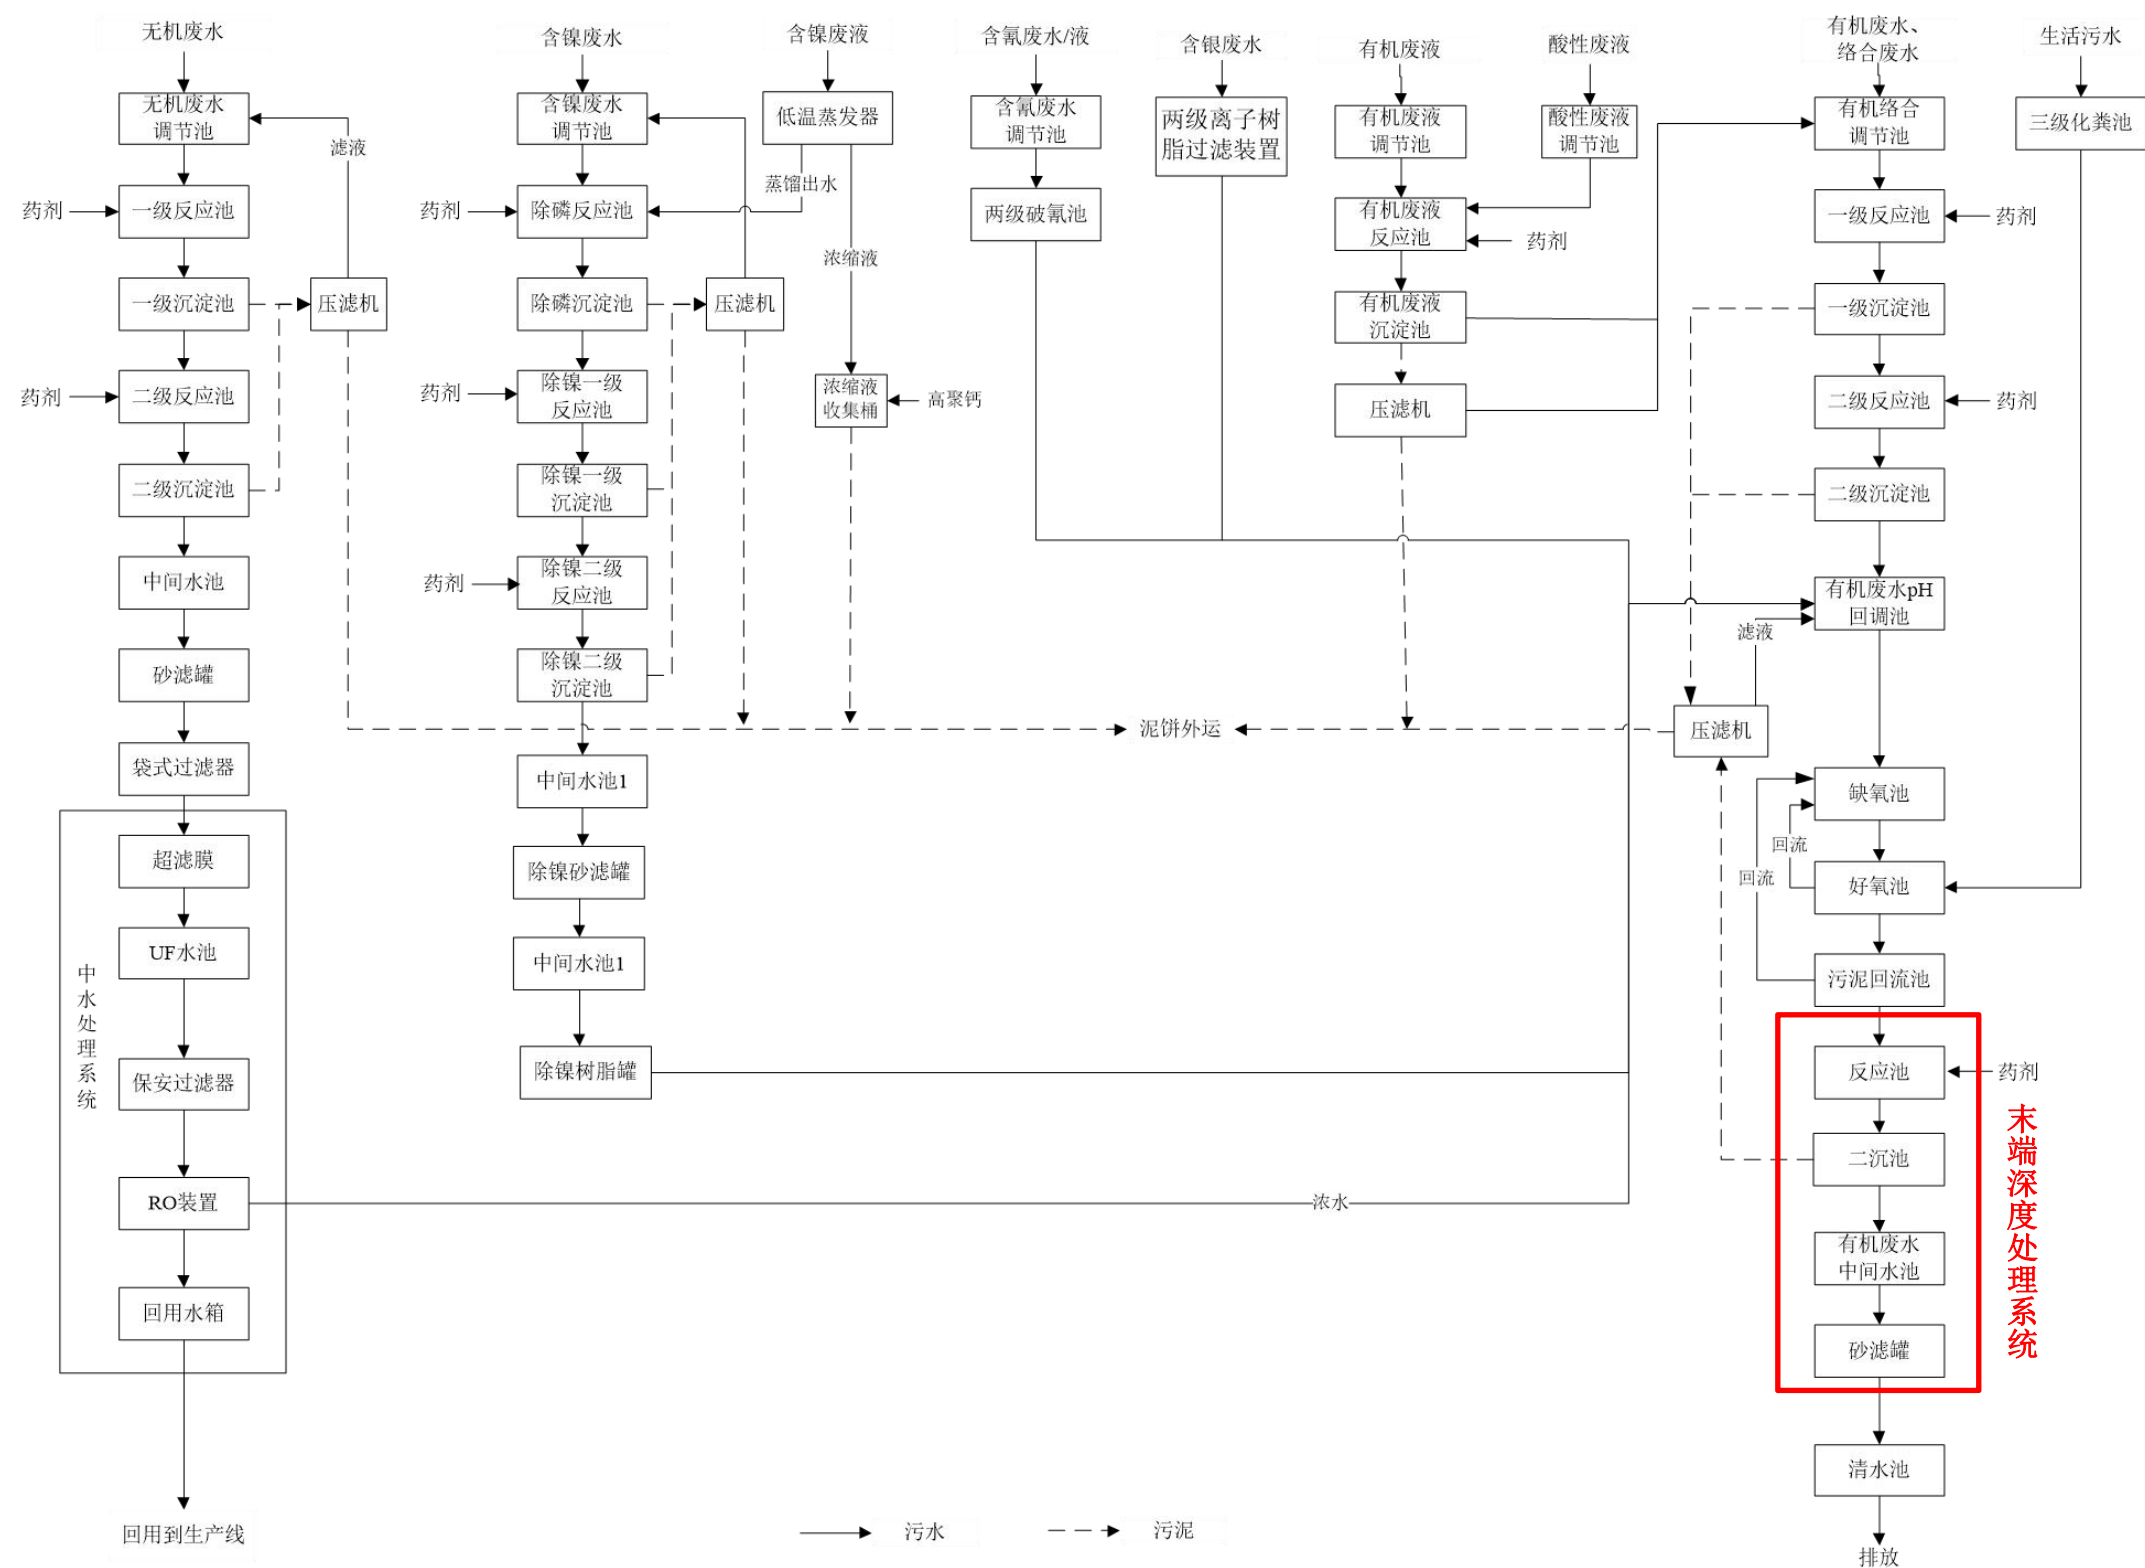 无机废水
含镍废水
含镍废液
含氰废水/液
含银废水
有机废液
酸性废液
有机废水、
络合废水
生活污水
无机废水
调节池
滤液
药剂
一级反应池
一级沉淀池
压滤机
药剂
二级反应池
二级沉淀池
中间水池
砂滤罐
袋式过滤器
中水处理系统
超滤膜
UF水池
保安过滤器
RO装置
浓水
回用水箱
回用到生产线
含镍废水
调节池
药剂
除磷反应池
除磷沉淀池
压滤机
药剂
除镍一级
反应池
除镍一级
沉淀池
药剂
除镍二级
反应池
除镍二级
沉淀池
中间水池1
除镍砂滤罐
中间水池1
除镍树脂罐
低温蒸发器
蒸馏出水
浓缩液
浓缩液
收集桶
高聚钙
含氰废水
调节池
两级破氰池
两级离子树
脂过滤装置
有机废液
调节池
酸性废液
调节池
有机废液
反应池
药剂
有机废液
沉淀池
压滤机
泥饼外运
有机络合
调节池
三级化粪池
一级反应池
药剂
一级沉淀池
二级反应池
药剂
二级沉淀池
有机废水pH
回调池
滤液
压滤机
缺氧池
回流
回流
好氧池
污泥回流池
反应池
药剂
二沉池
有机废水
中间水池
砂滤罐
末端深度处理系统
清水池
排放
污水
污泥